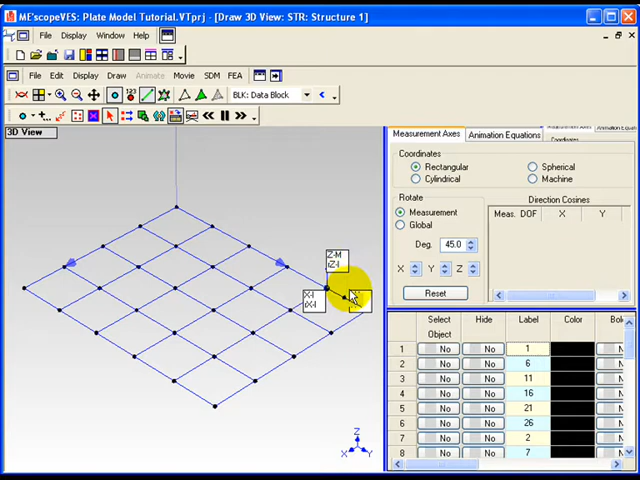 ME'scopeVES: Plate Model Tutorial.VTprj - [Draw 3D View: STR: Structure 1]
File Project Display Window Help
File Edit Display Draw Animate Movie SDM FEA
BLK: Data Block
3D View
Z-M
rZ-I
X-I
rX-I
Measurement Axes Animation Equations
Coordinates
Rectangular Spherical
Cylindrical Machine
Rotate
Measurement
Global
Deg. 45.0
X Y Z
Reset
Direction Cosines
Meas. DOF X Y
Select Object Hide Label Color
1 No No 1
2 No No 6
3 No No 11
4 No No 16
5 No No 21
6 No No 26
7 No No 2
8 No No 7
Z
X Y